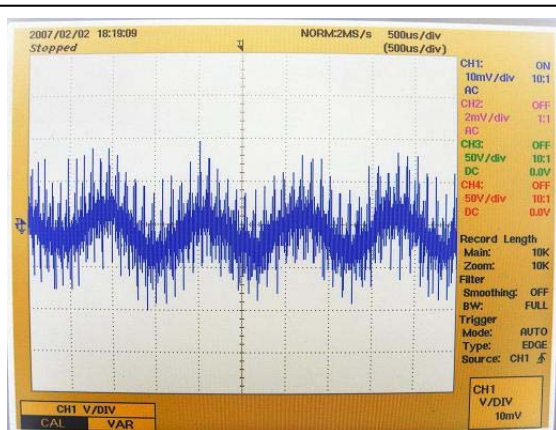 2007/02/02 18:19:09 NORM:2MS/s 500us/div
Stopped (500us/div)
CH1: ON
10mV/div 10:1
AC
CH2: OFF
2mV/div 1:1
AC
CH3: OFF
50V/div 10:1
DC 0.0V
CH4: OFF
50V/div 10:1
DC 0.0V
Record Length
Main: 10K
Zoom: 10K
Filter
Smoothing: OFF
BW: FULL
Trigger
Mode: AUTO
Type: EDGE
Source: CH1
CH1
V/DIV
10mV
CH1 V/DIV
CAL VAR